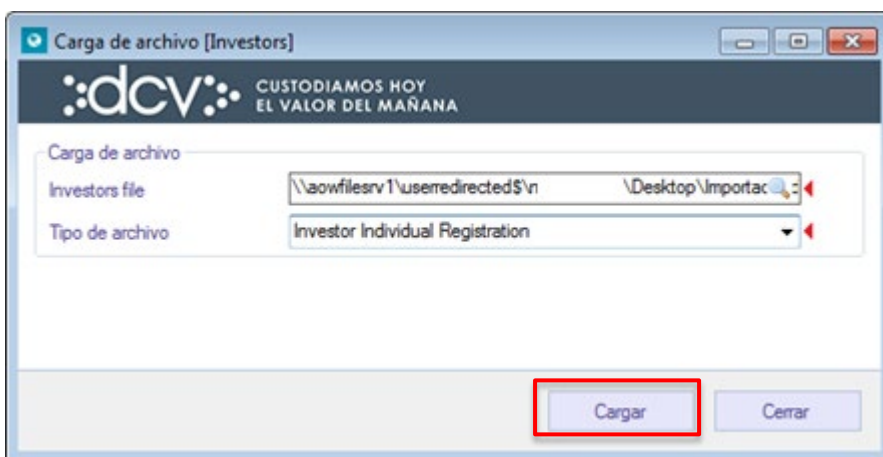 Carga de archivo [Investors]
dcv CUSTODIAMOS HOY
EL VALOR DEL MAÑANA
Carga de archivo
Investors file \\aowfilesrv1\userredirected$\n \Desktop\Importac
Tipo de archivo Investor Individual Registration
Cargar Cerrar